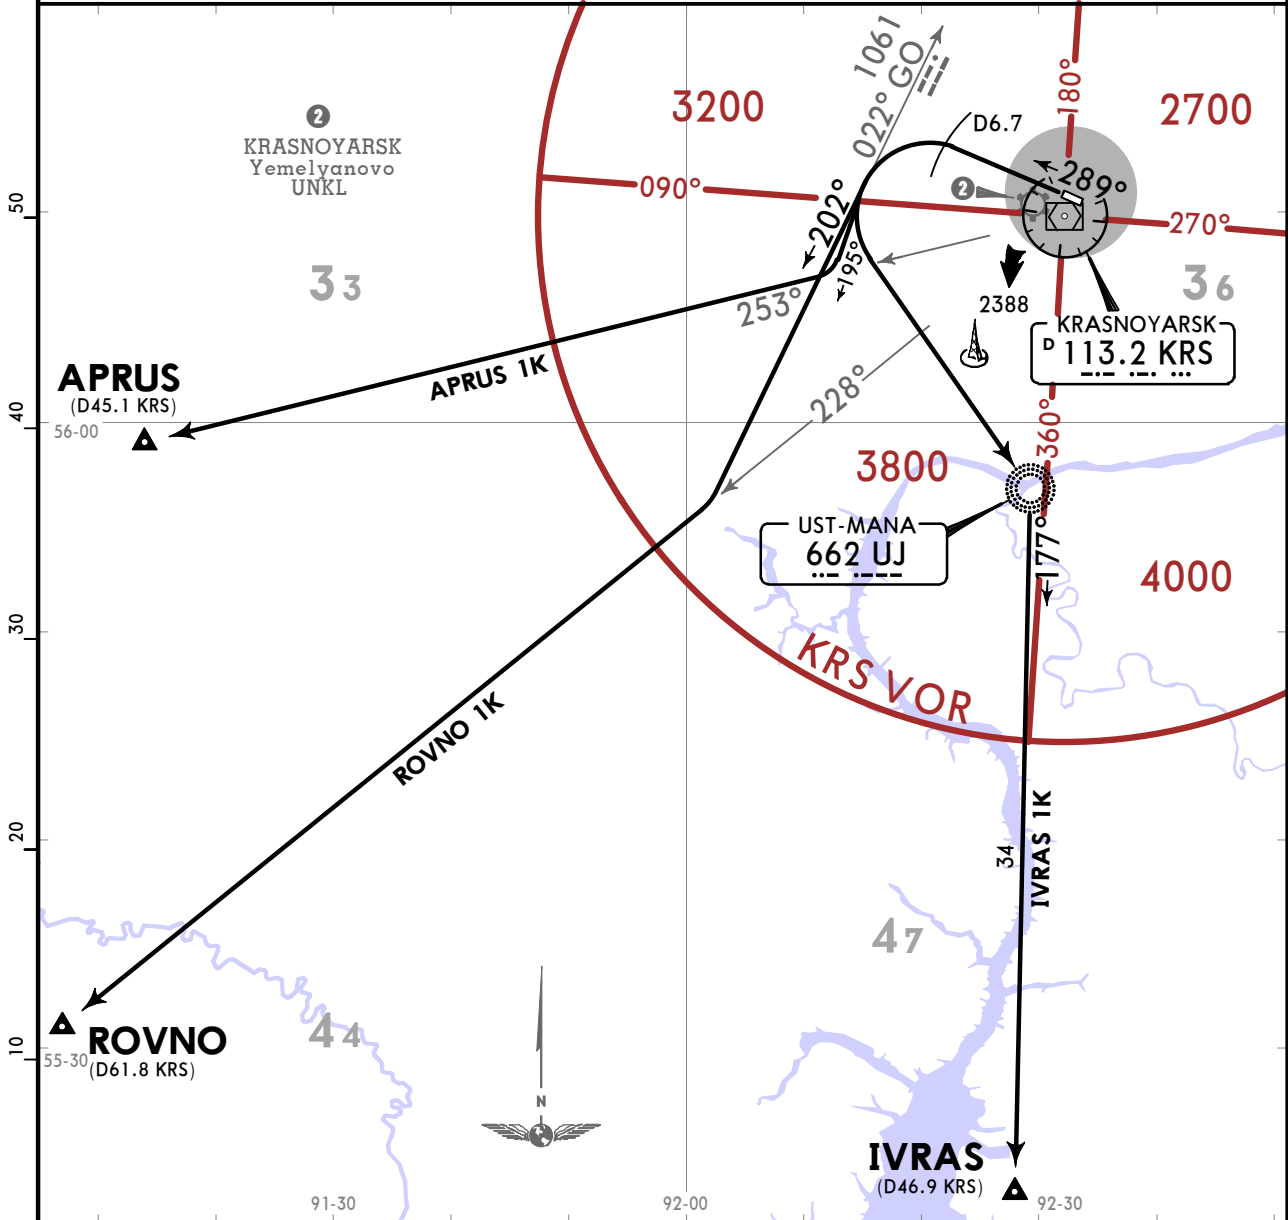 1061
022° GO
3200
180°
2700
D6.7
2
KRASNOYARSK
Yemelyanovo
UNKL
289°
090°
2
50
202°
270°
195°
33
36
253°
2388
KRASNOYARSK
D 113.2 KRS
APRUS
(D45.1 KRS)
APRUS 1K
228°
40
56-00
360°
3800
UST-MANA
662 UJ
177°
4000
30
KRS VOR
ROVNO 1K
20
34
IVRAS 1K
47
ROVNO
(D61.8 KRS)
44
10
55-30
N
IVRAS
(D46.9 KRS)
91-30
92-00
92-30